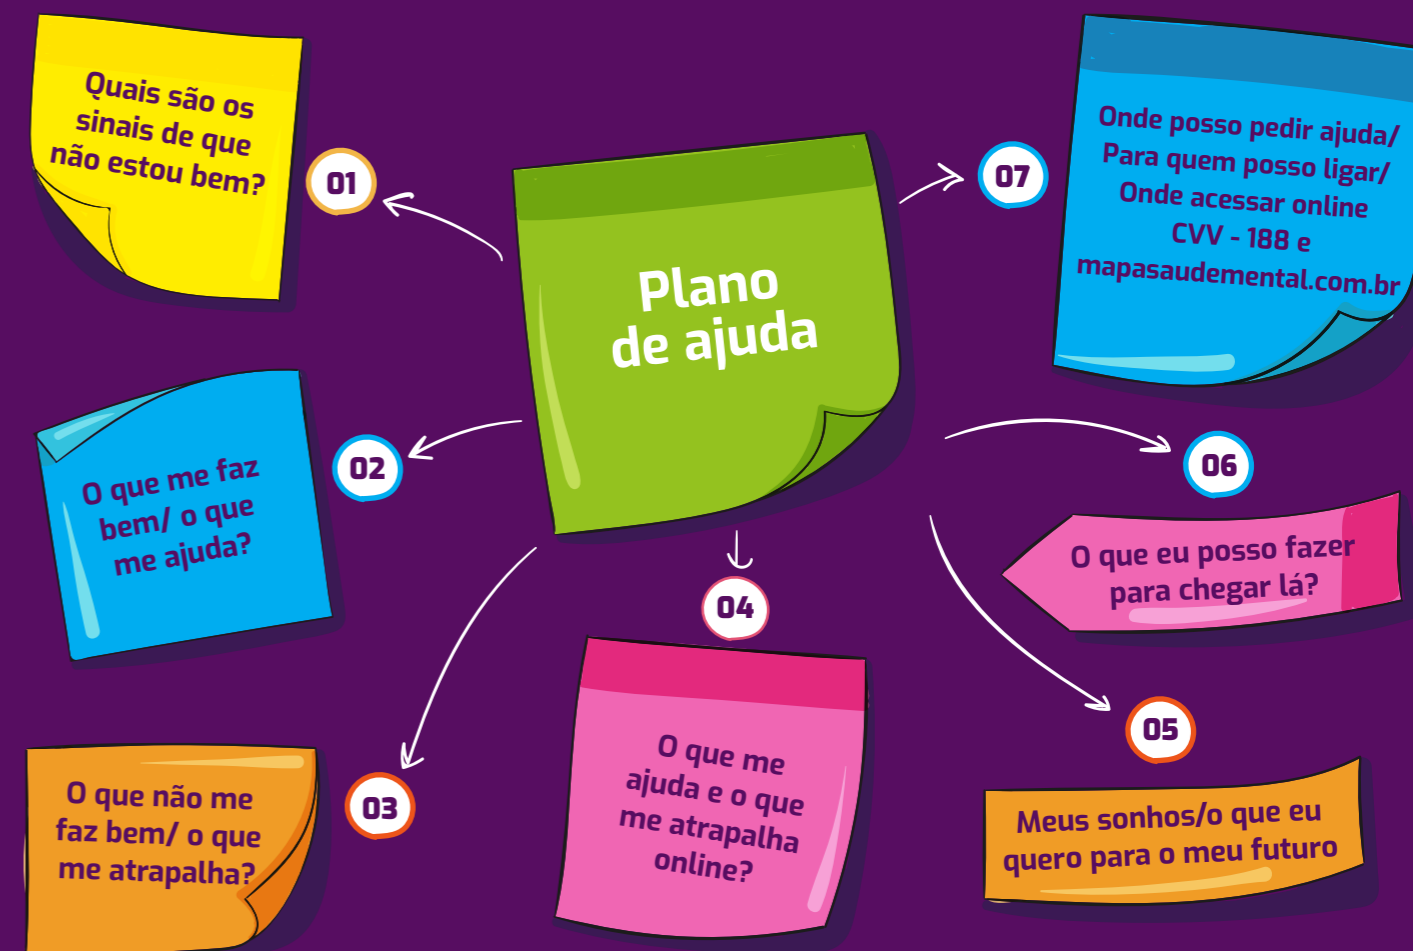 Plano
de ajuda
01
Quais são os
sinais de que
não estou bem?
02
O que me faz
bem/ o que
me ajuda?
03
O que não me
faz bem/ o que
me atrapalha?
04
O que me
ajuda e o que
me atrapalha
online?
05
Meus sonhos/o que eu
quero para o meu futuro
06
O que eu posso fazer
para chegar lá?
07
Onde posso pedir ajuda/
Para quem posso ligar/
Onde acessar online
CVV - 188 e
mapasaudemental.com.br